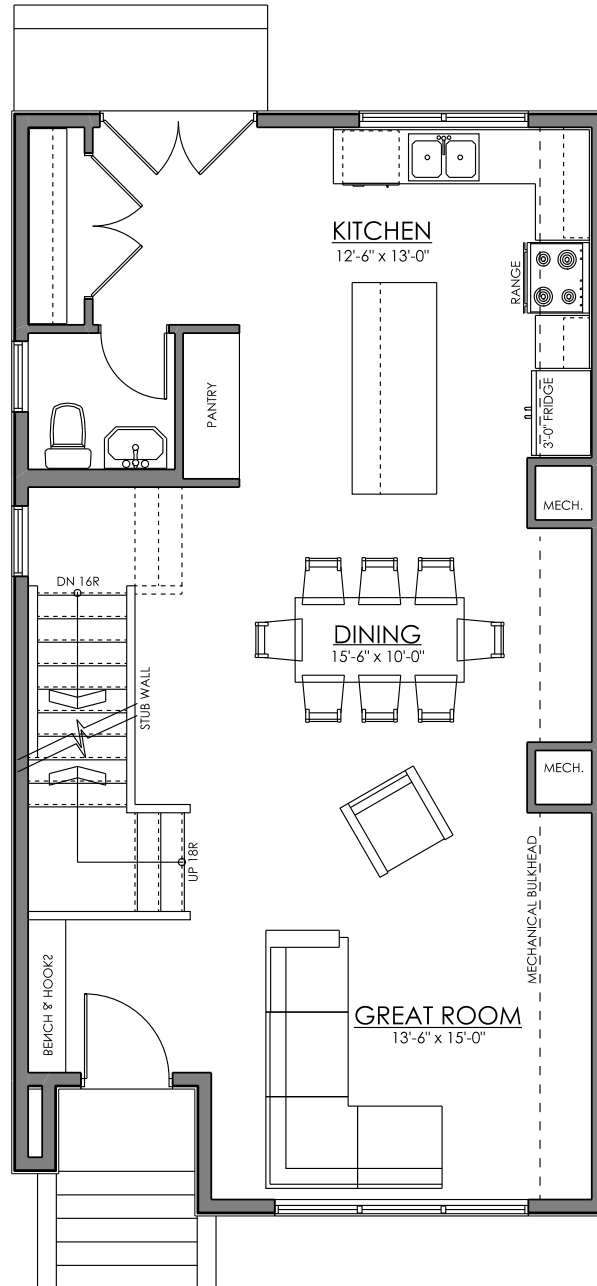 KITCHEN
12'-6" x 13'-0"
RANGE
PANTRY
3'-0" FRIDGE
MECH.
DN 16R
DINING
15'-6" x 10'-0"
STUB WALL
MECH.
UP 18R
MECHANICAL BULKHEAD
BENCH & HOOKS
GREAT ROOM
13'-6" x 15'-0"